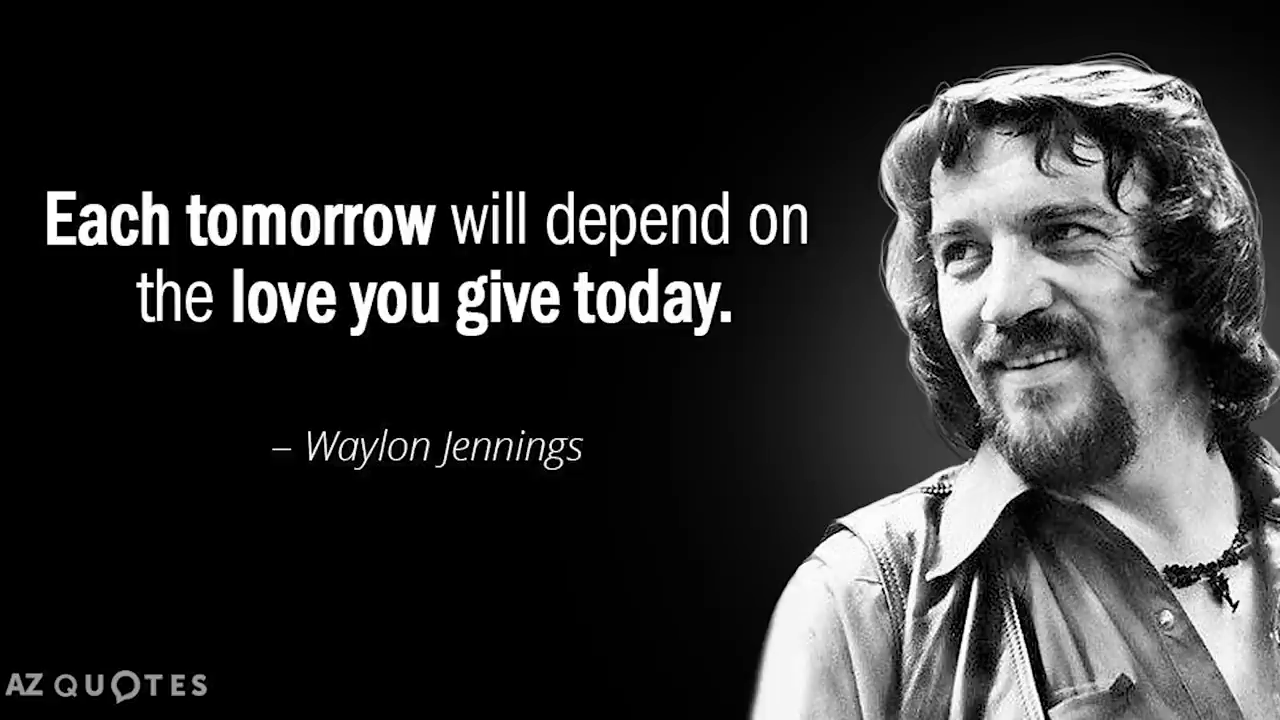 Each tomorrow will depend on
the love you give today.
– Waylon Jennings
AZ QUOTES